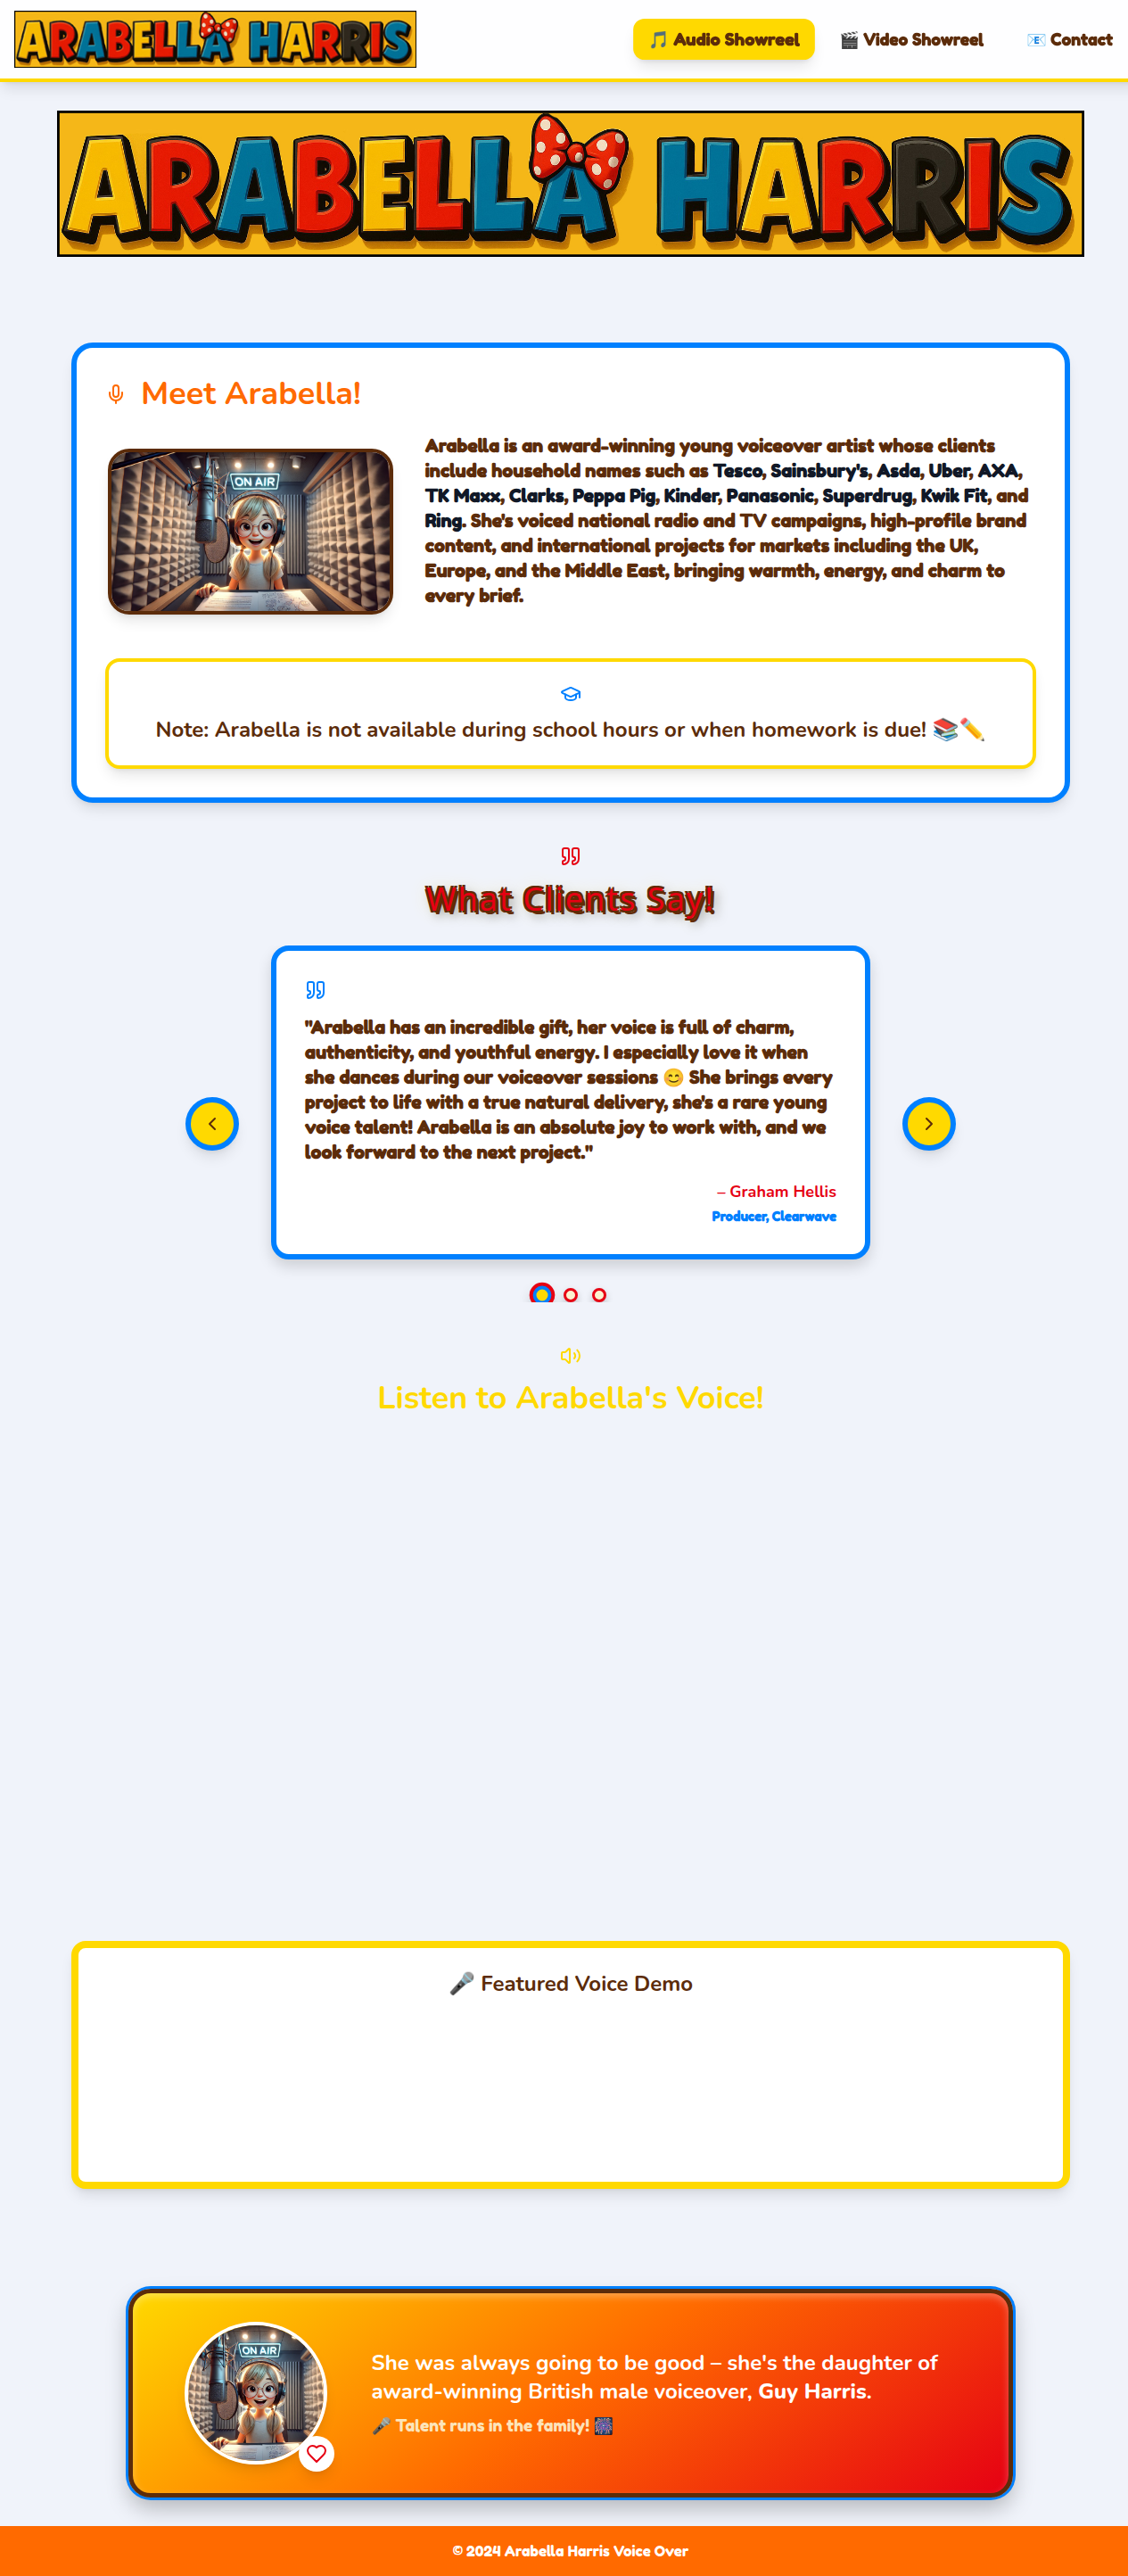 ARABELLA HARRIS
🎵 Audio Showreel
🎬 Video Showreel
📧 Contact
ARABELLA HARRIS
Meet Arabella!
ON AIR
Arabella is an award-winning young voiceover artist whose clients
include household names such as Tesco, Sainsbury's, Asda, Uber, AXA,
TK Maxx, Clarks, Peppa Pig, Kinder, Panasonic, Superdrug, Kwik Fit, and
Ring. She's voiced national radio and TV campaigns, high-profile brand
content, and international projects for markets including the UK,
Europe, and the Middle East, bringing warmth, energy, and charm to
every brief.
Note: Arabella is not available during school hours or when homework is due! 📚✏️
What Clients Say!
"Arabella has an incredible gift, her voice is full of charm,
authenticity, and youthful energy. I especially love it when
she dances during our voiceover sessions 😊 She brings every
project to life with a true natural delivery, she's a rare young
voice talent! Arabella is an absolute joy to work with, and we
look forward to the next project."
– Graham Hellis
Producer, Clearwave
Listen to Arabella's Voice!
🎤 Featured Voice Demo
ON AIR
She was always going to be good – she's the daughter of
award-winning British male voiceover, Guy Harris.
🎤 Talent runs in the family! 🎆
© 2024 Arabella Harris Voice Over